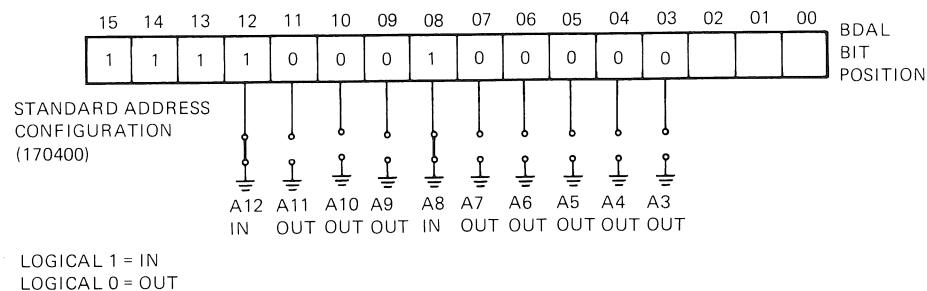 15 14 13 12 11 10 09 08 07 06 05 04 03 02 01 00
BDAL
BIT
POSITION
1 1 1 1 0 0 0 1 0 0 0 0 0
STANDARD ADDRESS
CONFIGURATION
(170400)
A12 A11 A10 A9 A8 A7 A6 A5 A4 A3
IN OUT OUT OUT IN OUT OUT OUT OUT OUT
LOGICAL 1 = IN
LOGICAL 0 = OUT